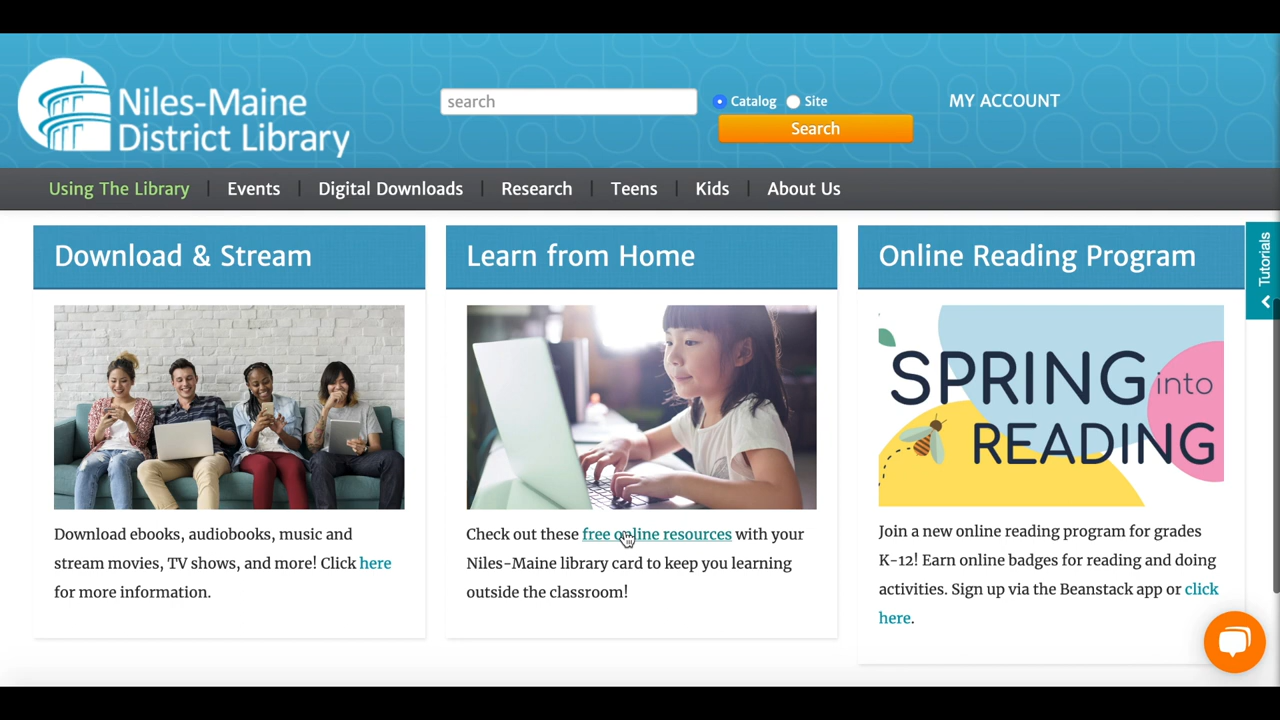 Niles-Maine
District Library
search
Catalog Site
Search
MY ACCOUNT
Using The Library Events Digital Downloads Research Teens Kids About Us
Tutorials
Download & Stream
Download ebooks, audiobooks, music and
stream movies, TV shows, and more! Click here
for more information.
Learn from Home
Check out these free online resources with your
Niles-Maine library card to keep you learning
outside the classroom!
Online Reading Program
SPRING into
READING
Join a new online reading program for grades
K-12! Earn online badges for reading and doing
activities. Sign up via the Beanstack app or click
here.